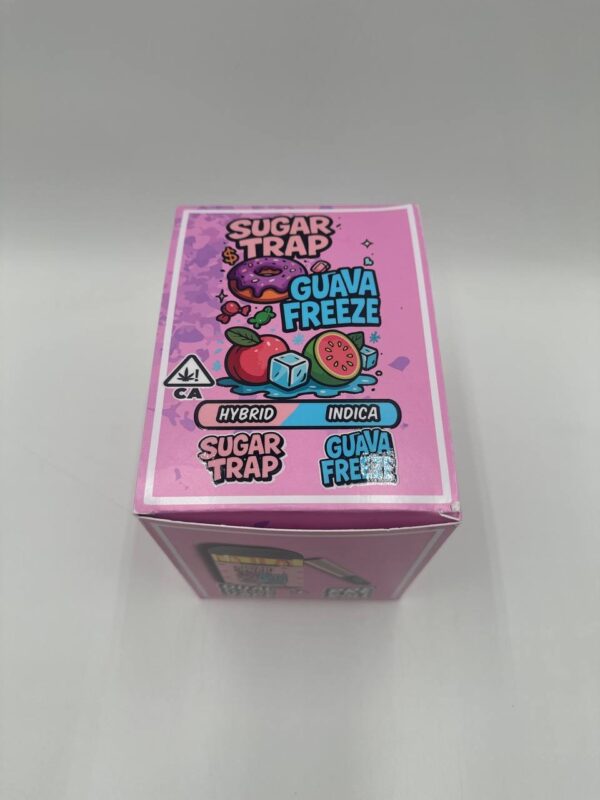 SUGAR
TRAP
GUAVA
FREEZE
CA
HYBRID INDICA
SUGAR GUAVA
TRAP FREEZE